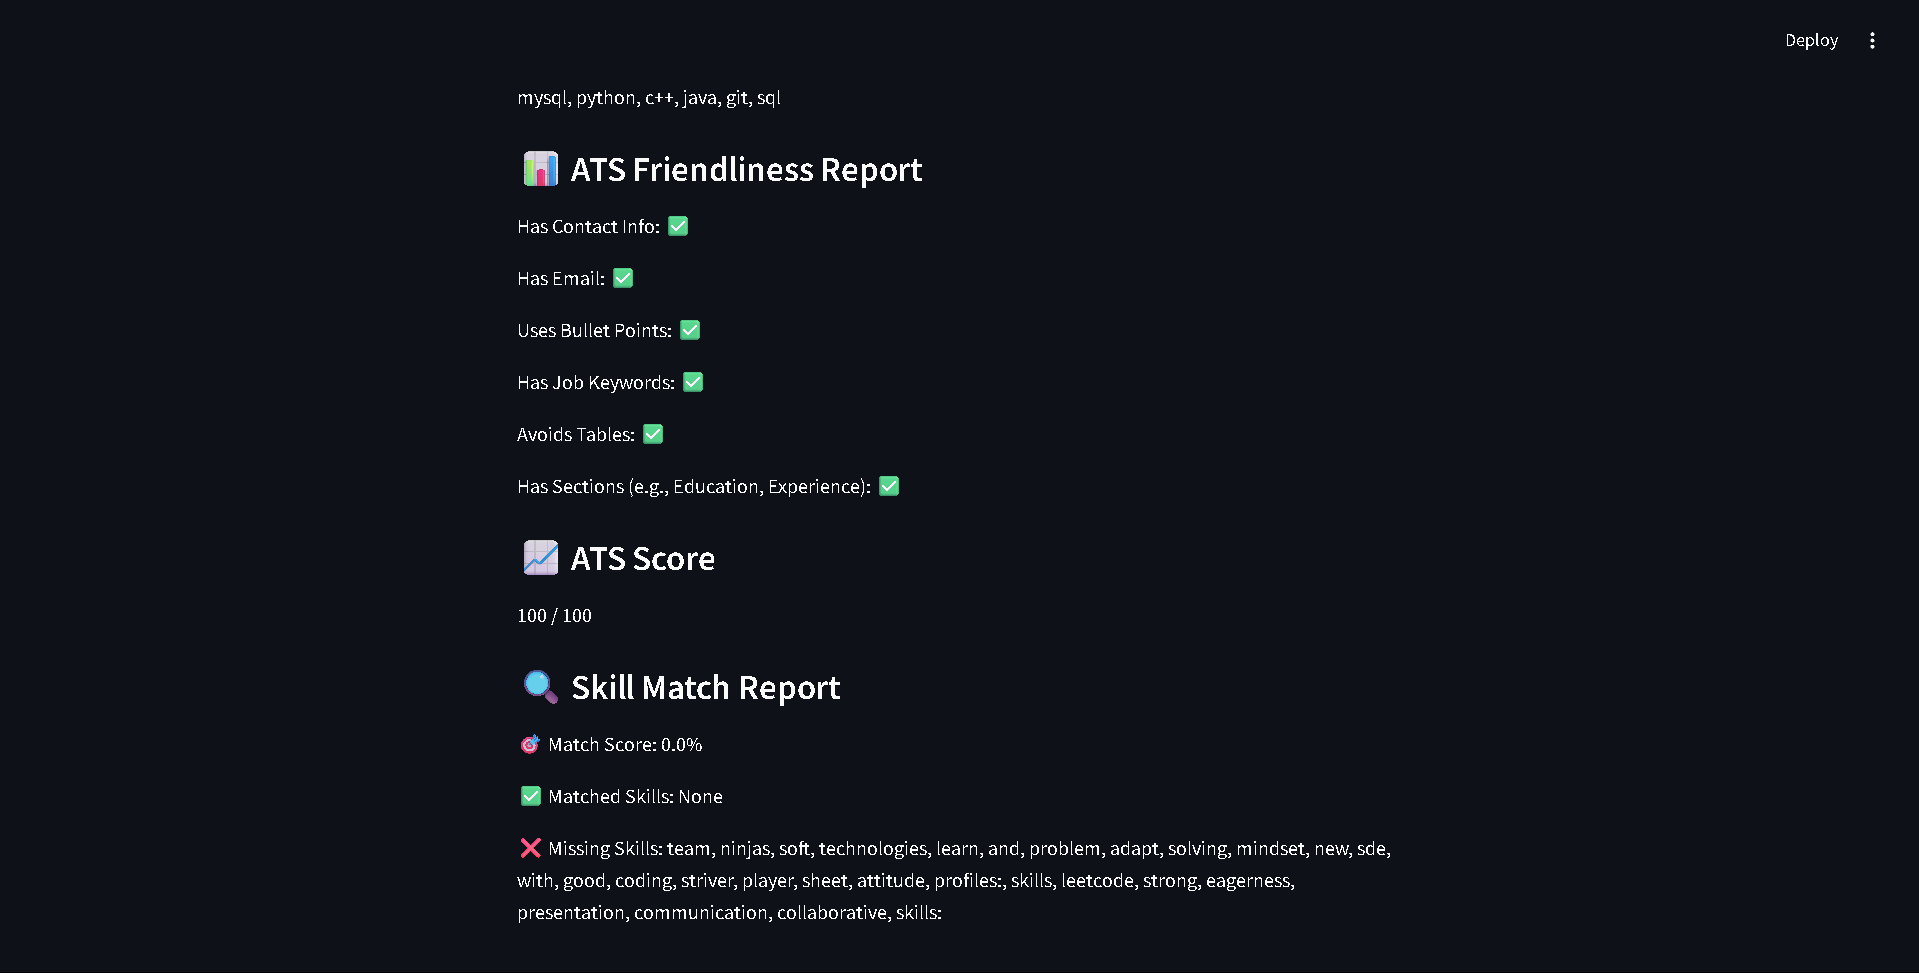 Deploy
mysql, python, c++, java, git, sql
📊 ATS Friendliness Report
Has Contact Info: ✅
Has Email: ✅
Uses Bullet Points: ✅
Has Job Keywords: ✅
Avoids Tables: ✅
Has Sections (e.g., Education, Experience): ✅
📈 ATS Score
100 / 100
🔍 Skill Match Report
🎯 Match Score: 0.0%
✅ Matched Skills: None
❌ Missing Skills: team, ninjas, soft, technologies, learn, and, problem, adapt, solving, mindset, new, sde,
with, good, coding, striver, player, sheet, attitude, profiles:, skills, leetcode, strong, eagerness,
presentation, communication, collaborative, skills: